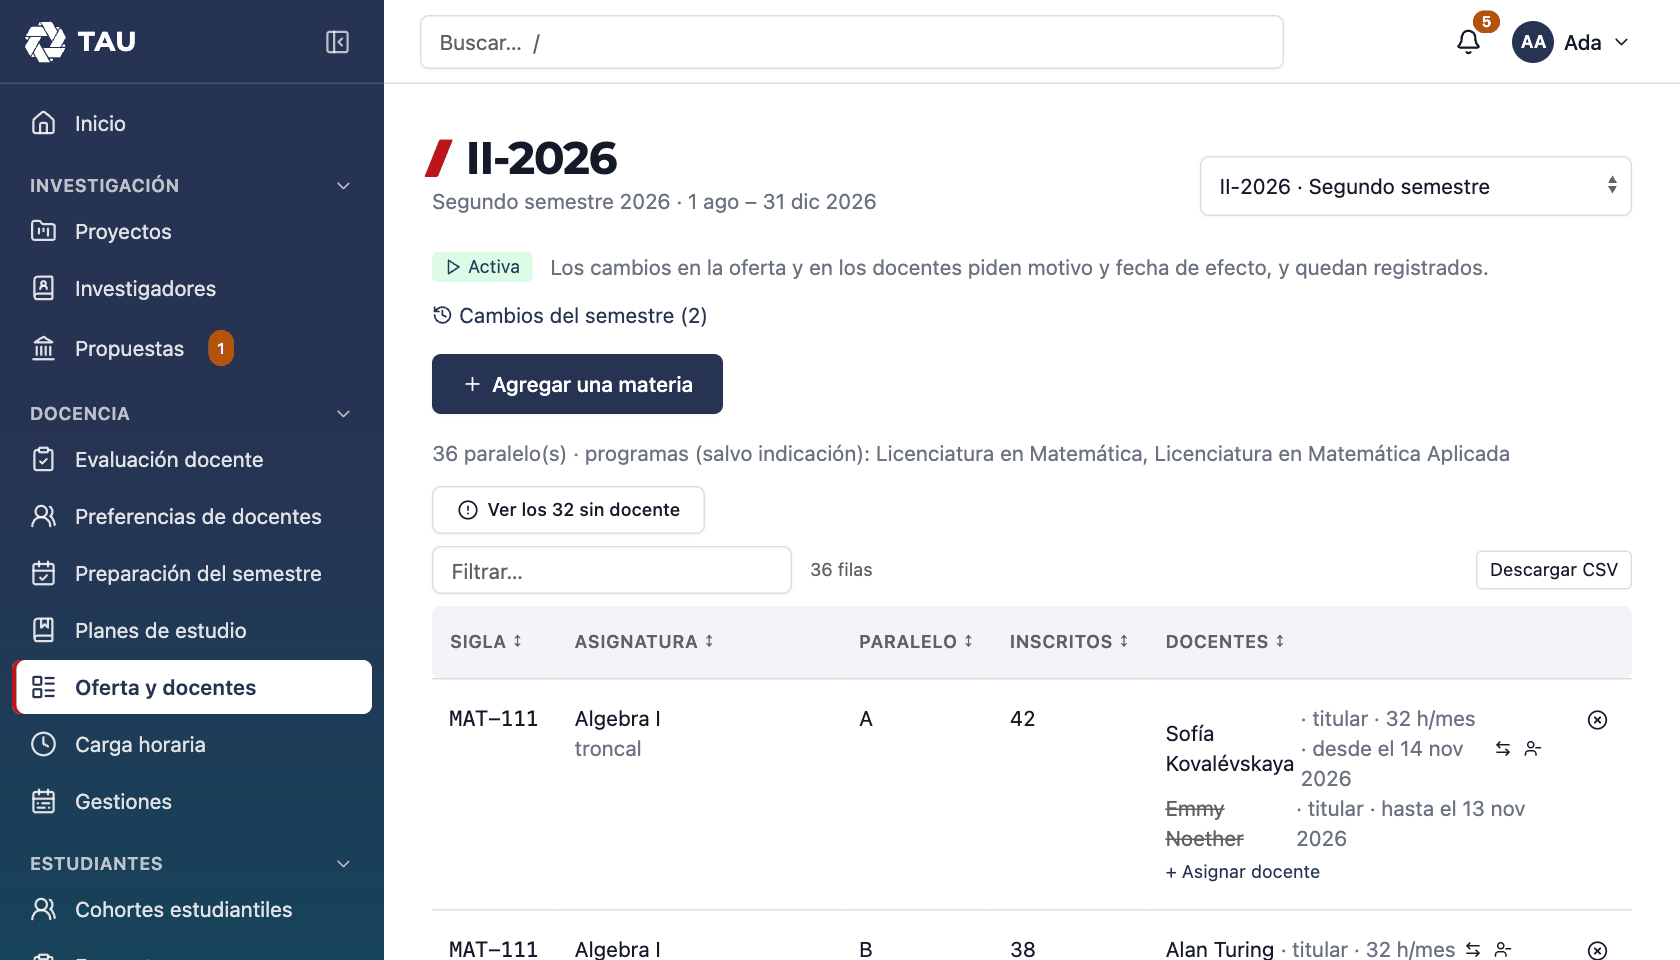 TAU
Buscar... /
5
AA
Ada
Inicio
INVESTIGACIÓN
Proyectos
Investigadores
Propuestas
1
DOCENCIA
Evaluación docente
Preferencias de docentes
Preparación del semestre
Planes de estudio
Oferta y docentes
Carga horaria
Gestiones
ESTUDIANTES
Cohortes estudiantiles
II-2026
Segundo semestre 2026 · 1 ago – 31 dic 2026
II-2026 · Segundo semestre
Activa
Los cambios en la oferta y en los docentes piden motivo y fecha de efecto, y quedan registrados.
Cambios del semestre (2)
+ Agregar una materia
36 paralelo(s) · programas (salvo indicación): Licenciatura en Matemática, Licenciatura en Matemática Aplicada
Ver los 32 sin docente
Filtrar...
36 filas
Descargar CSV
SIGLA ASIGNATURA PARALELO INSCRITOS DOCENTES
MAT-111 Algebra I A 42
troncal
Sofía Kovalévskaya
· titular · 32 h/mes
· desde el 14 nov
2026
Emmy Noether
· titular · hasta el 13 nov
2026
+ Asignar docente
MAT-111 Algebra I B 38 Alan Turing · titular · 32 h/mes